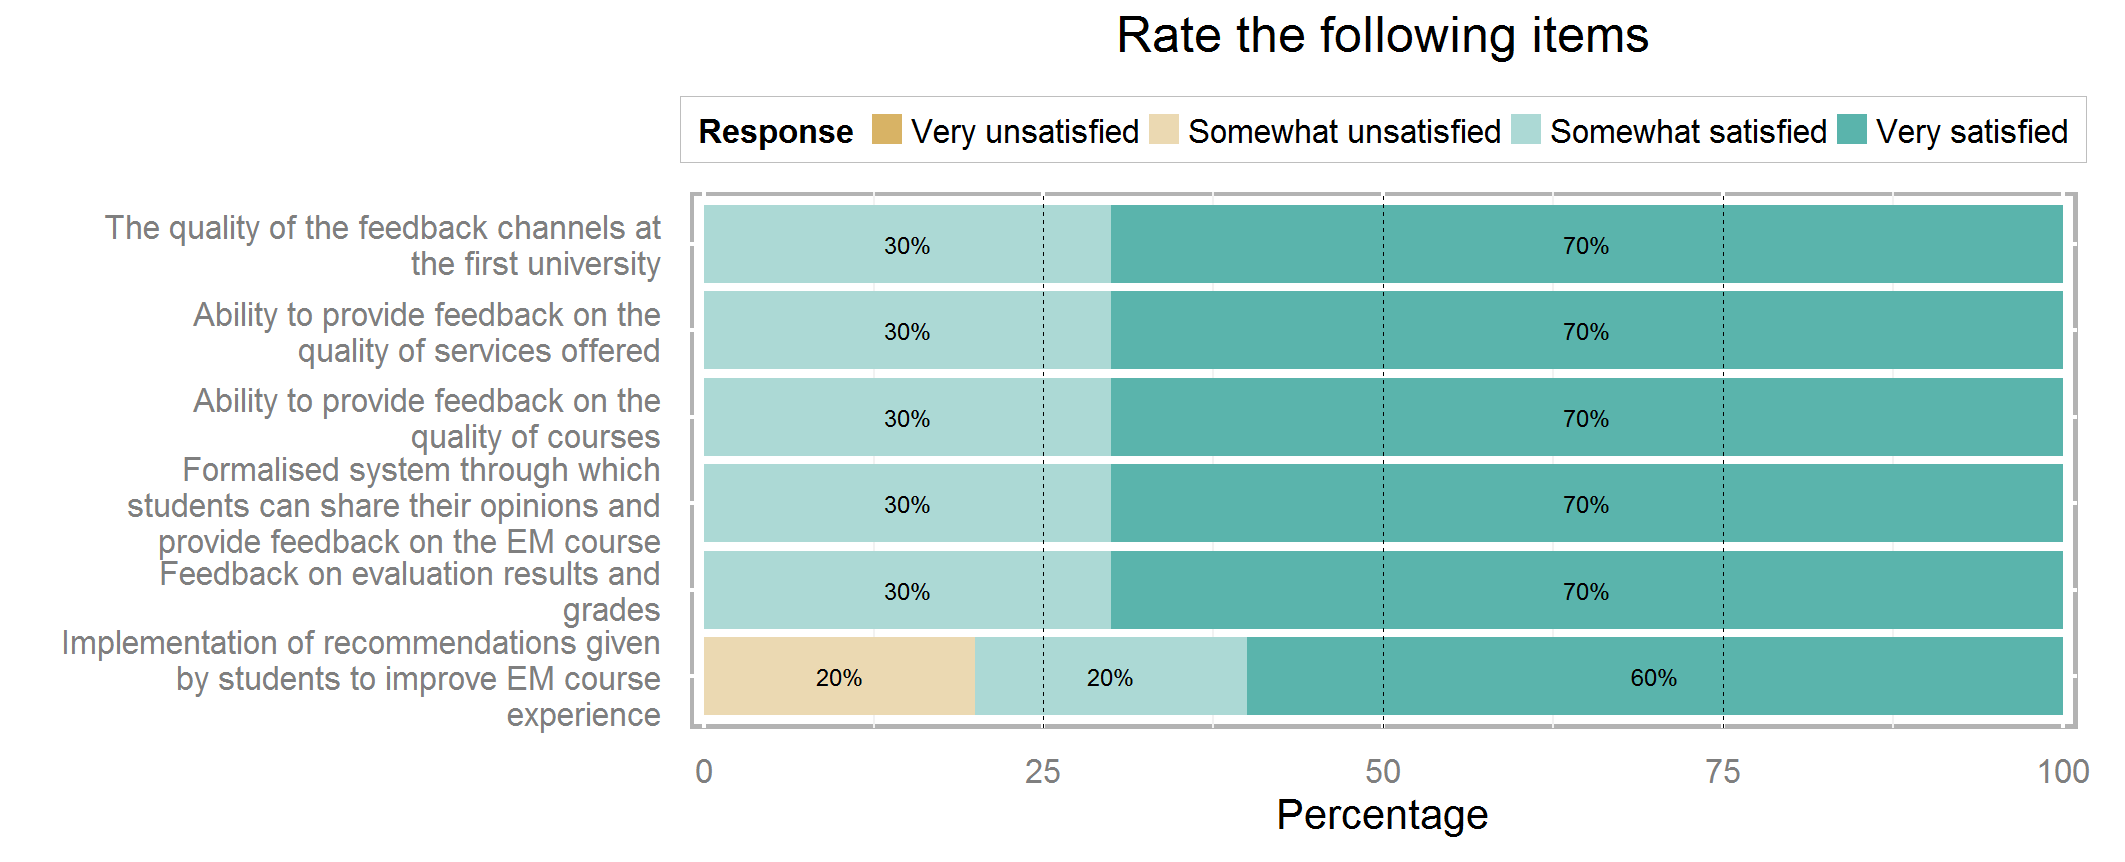 Rate the following items
Response Very unsatisfied Somewhat unsatisfied Somewhat satisfied Very satisfied
The quality of the feedback channels at
the first university
30% 70%
Ability to provide feedback on the
quality of services offered
30% 70%
Ability to provide feedback on the
quality of courses
30% 70%
Formalised system through which
students can share their opinions and
provide feedback on the EM course
30% 70%
Feedback on evaluation results and
grades
30% 70%
Implementation of recommendations given
by students to improve EM course
experience
20% 20% 60%
0 25 50 75 100
Percentage